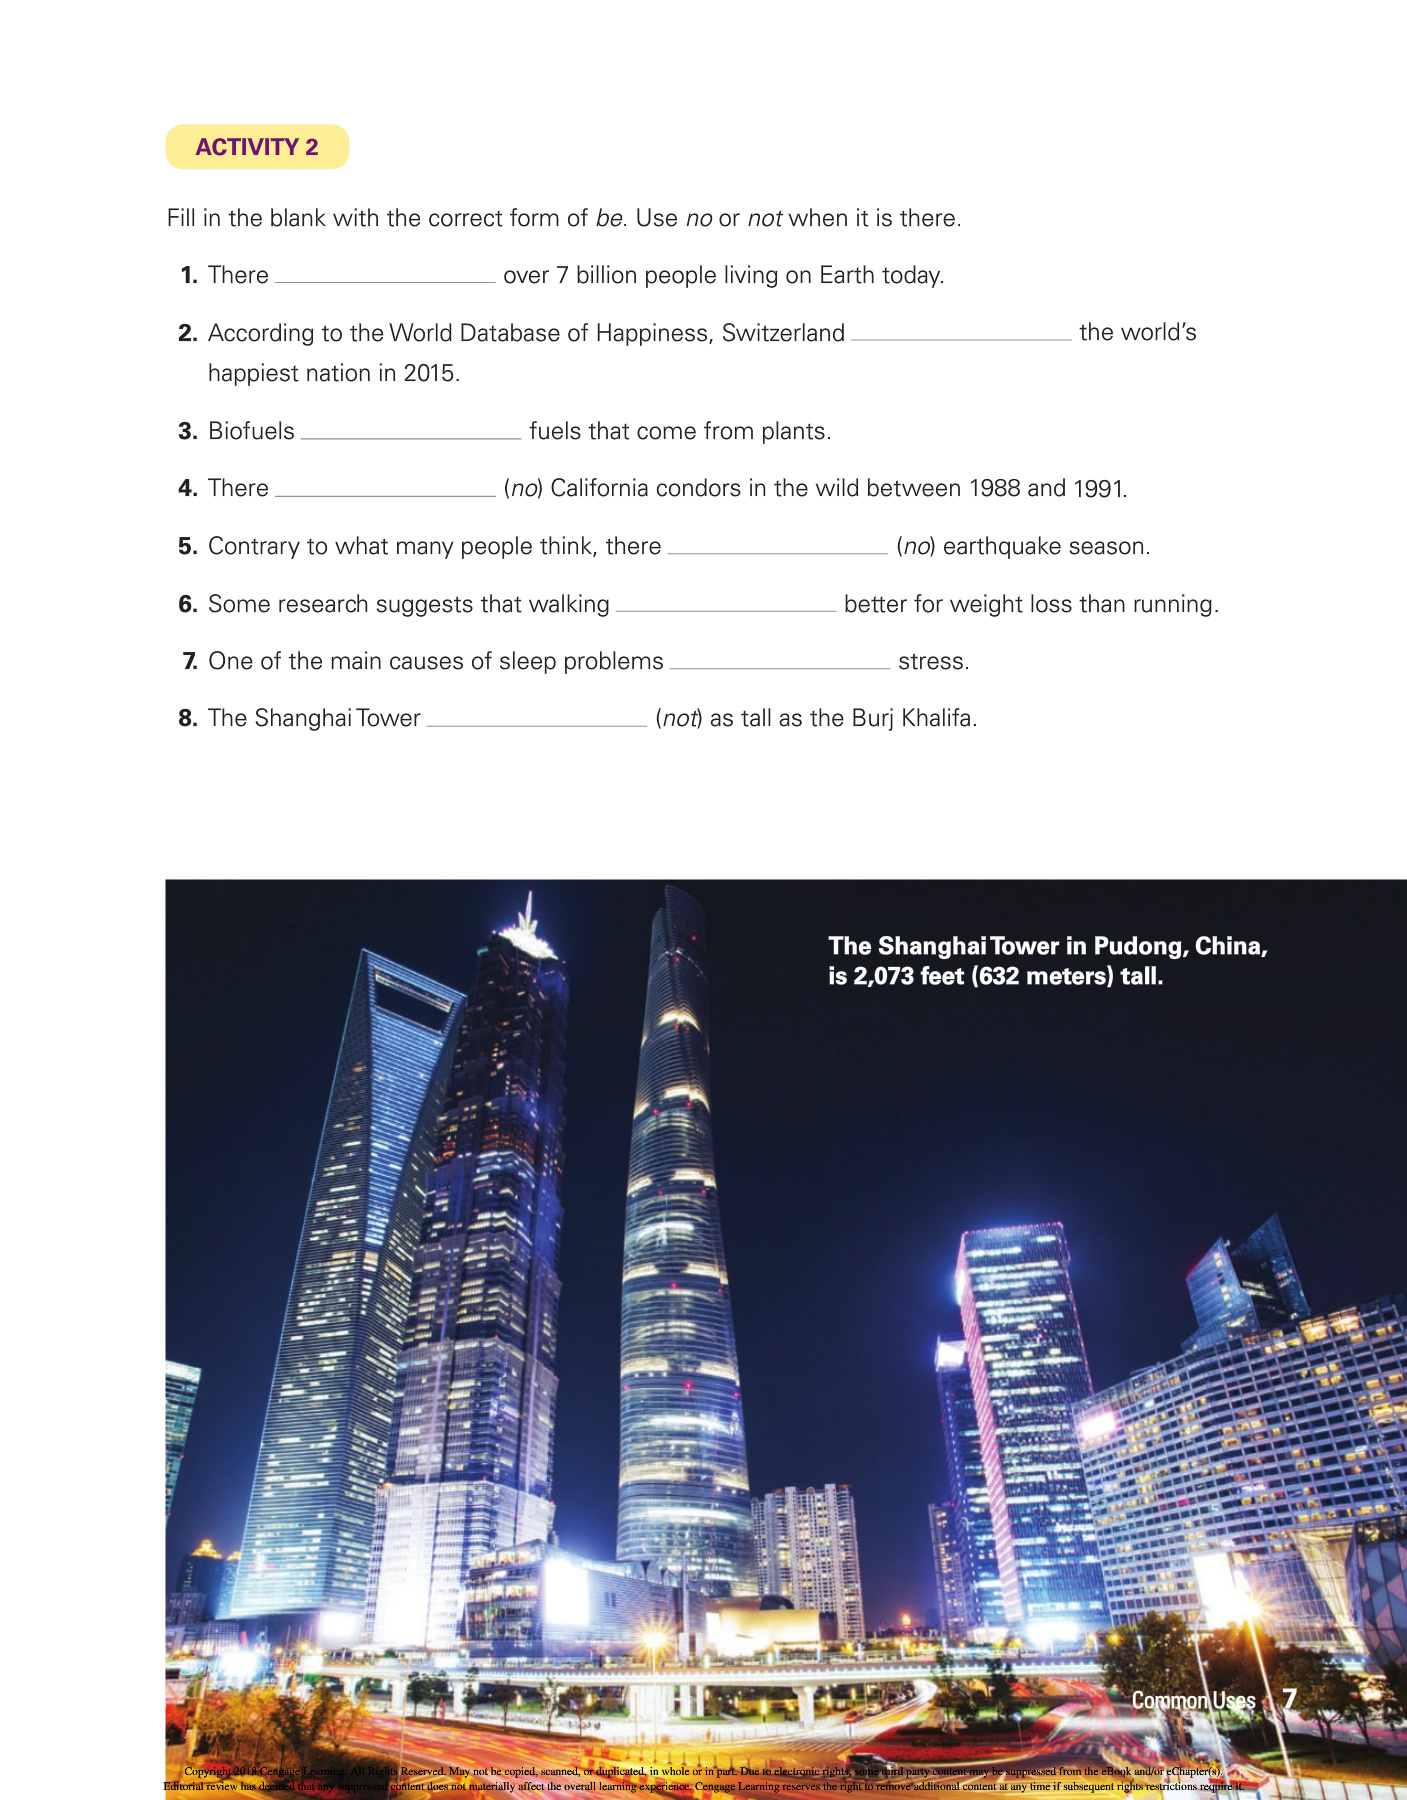 ACTIVITY 2
Fill in the blank with the correct form of be. Use no or not when it is there.
1. There ____________ over 7 billion people living on Earth today.
2. According to the World Database of Happiness, Switzerland ____________ the world's
happiest nation in 2015.
3. Biofuels ____________ fuels that come from plants.
4. There ____________ (no) California condors in the wild between 1988 and 1991.
5. Contrary to what many people think, there ____________ (no) earthquake season.
6. Some research suggests that walking ____________ better for weight loss than running.
7. One of the main causes of sleep problems ____________ stress.
8. The Shanghai Tower ____________ (not) as tall as the Burj Khalifa.
The Shanghai Tower in Pudong, China,
is 2,073 feet (632 meters) tall.
Common Uses 7
Copyright 2018 Cengage Learning. All Rights Reserved. May not be copied, scanned, or duplicated, in whole or in part. Due to electronic rights, some third party content may be suppressed from the eBook and/or eChapter(s).
Editorial review has deemed that any suppressed content does not materially affect the overall learning experience. Cengage Learning reserves the right to remove additional content at any time if subsequent rights restrictions require it.